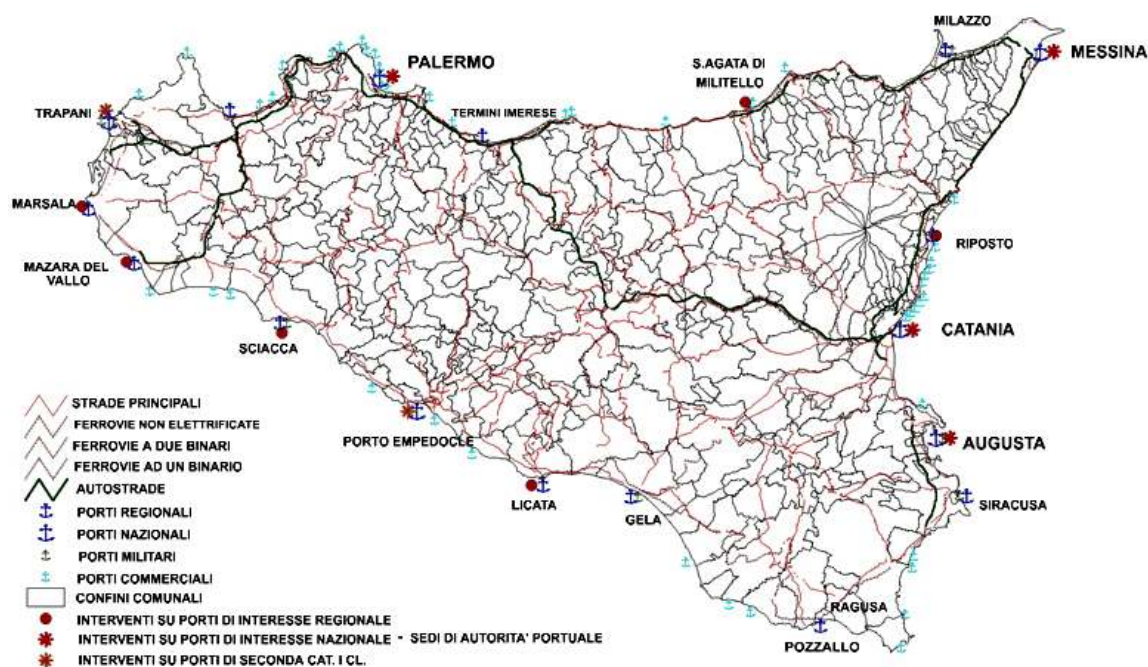 MILAZZO
PALERMO
MESSINA
S.AGATA DI
MILITELLO
TRAPANI
TERMINI IMERESE
MARSALA
RIPOSTO
MAZARA DEL
VALLO
CATANIA
SCIACCA
STRADE PRINCIPALI
FERROVIE NON ELETTRIFICATE
FERROVIE A DUE BINARI
FERROVIE AD UN BINARIO
AUTOSTRADE
PORTI REGIONALI
PORTI NAZIONALI
PORTI MILITARI
PORTI COMMERCIALI
CONFINI COMUNALI
INTERVENTI SU PORTI DI INTERESSE REGIONALE
INTERVENTI SU PORTI DI INTERESSE NAZIONALE - SEDI DI AUTORITA' PORTUALE
INTERVENTI SU PORTI DI SECONDA CAT. I CL.
PORTO EMPEDOCLE
AUGUSTA
LICATA
GELA
SIRACUSA
RAGUSA
POZZALLO